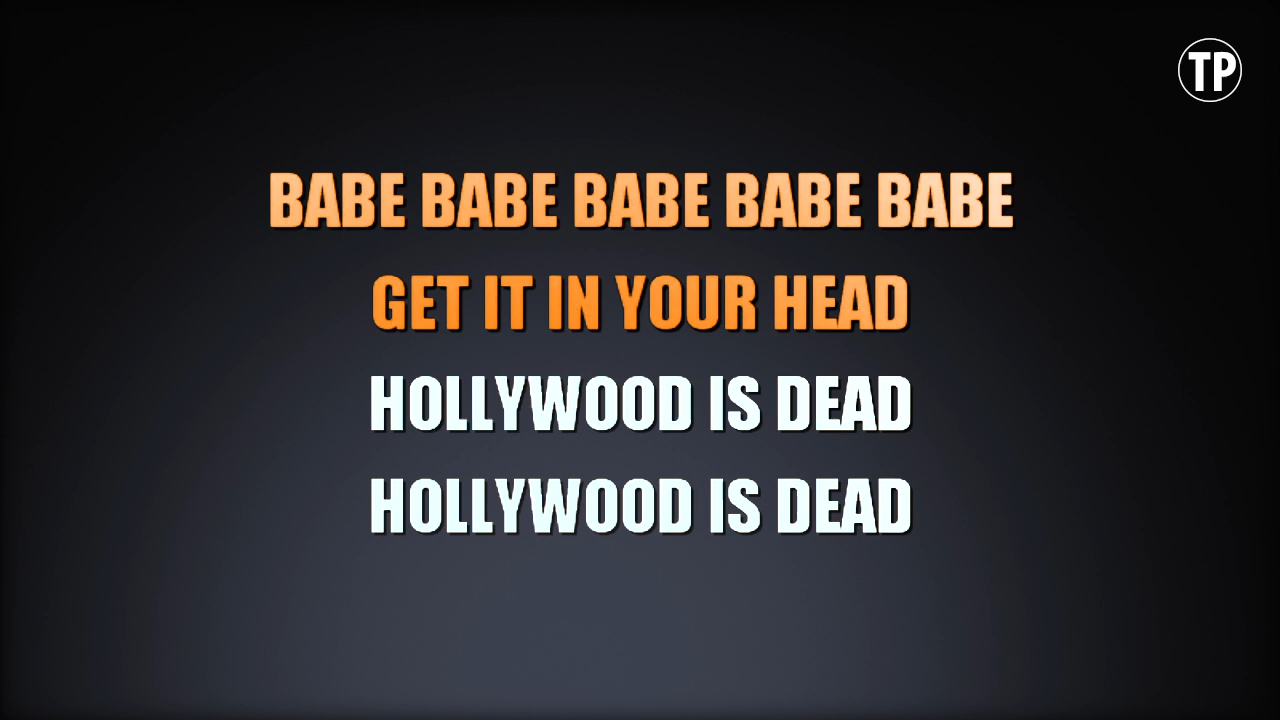 TP
BABE BABE BABE BABE BABE
GET IT IN YOUR HEAD
HOLLYWOOD IS DEAD
HOLLYWOOD IS DEAD